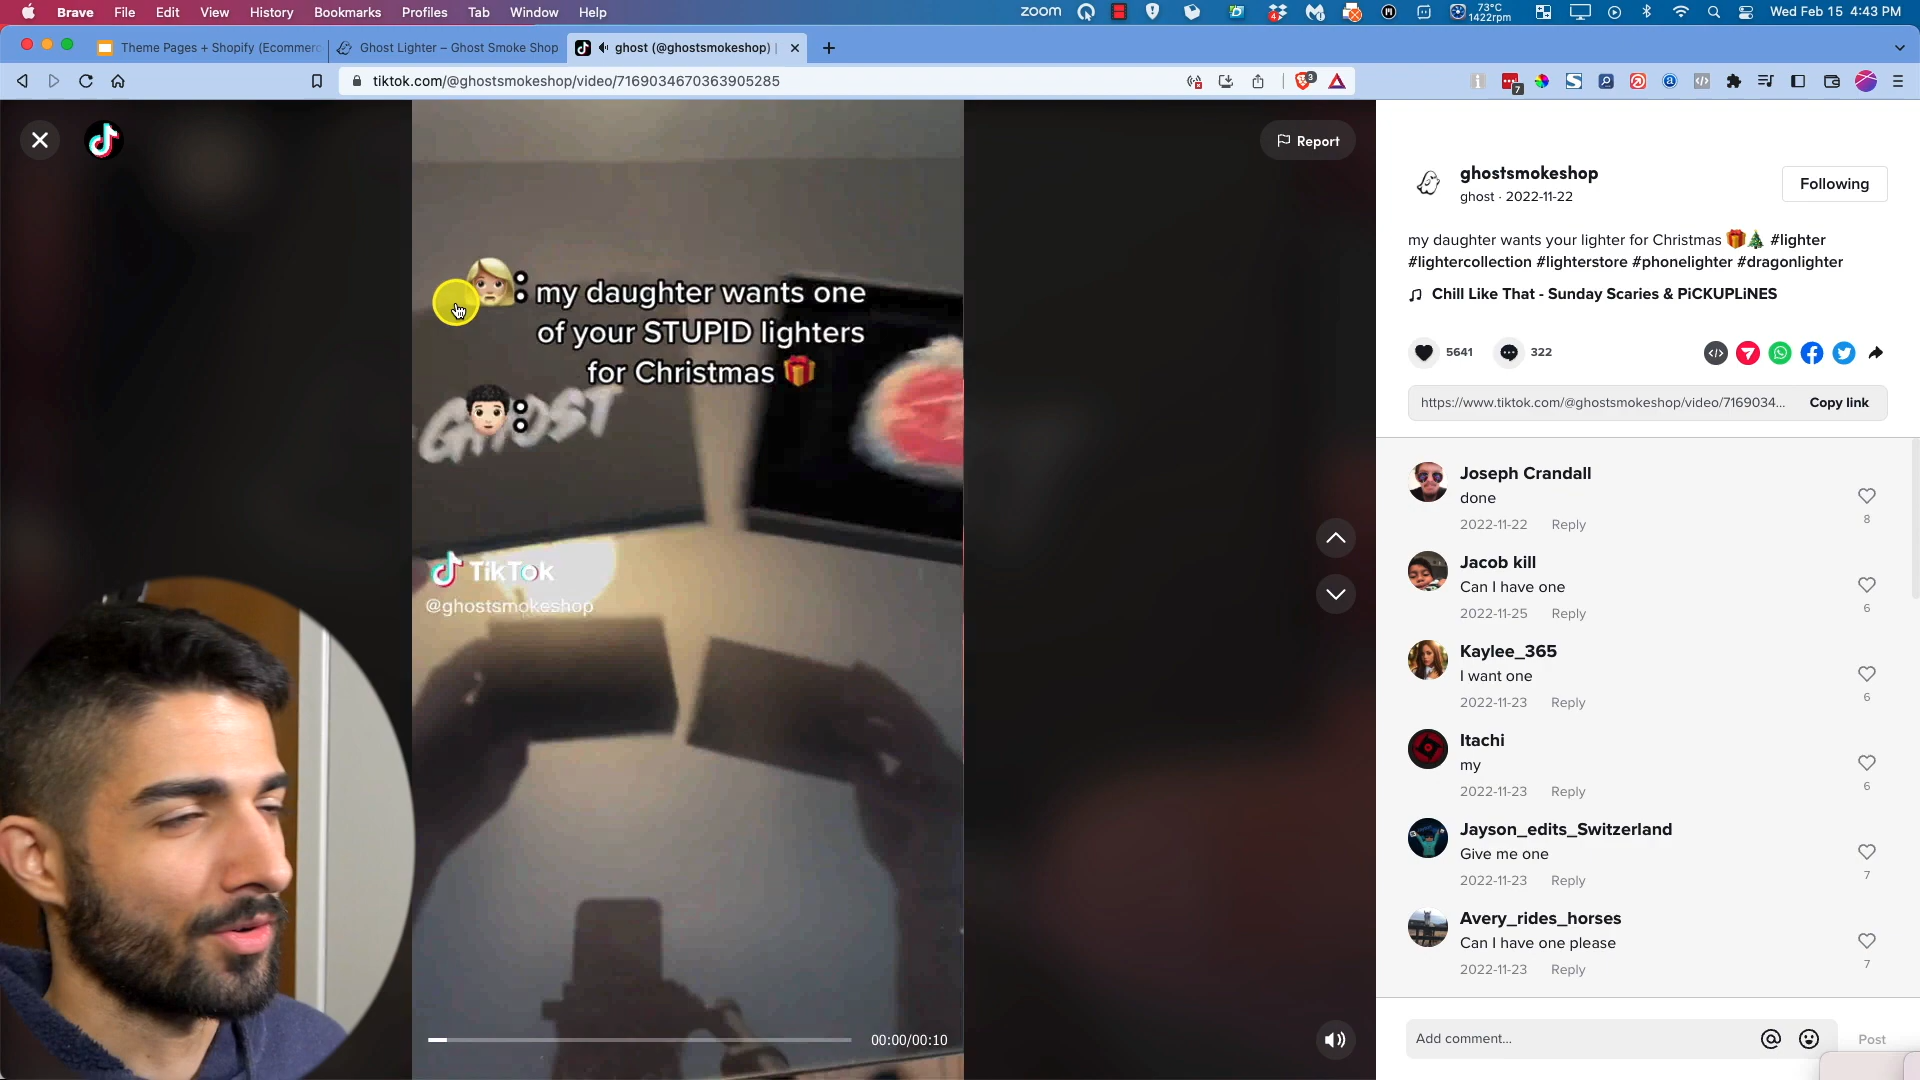 Brave File Edit View History Bookmarks Profiles Tab Window Help zoom 73°C 1422rpm Wed Feb 15 4:43 PM
Theme Pages + Shopify (Ecommerc Ghost Lighter – Ghost Smoke Shop ghost (@ghostsmokeshop) |
tiktok.com/@ghostsmokeshop/video/7169034670363905285 3 7
Report
my daughter wants one
of your STUPID lighters
for Christmas
GHOST
TikTok
@ghostsmokeshop
00:00/00:10
ghostsmokeshop
ghost · 2022-11-22
Following
my daughter wants your lighter for Christmas 🎁🎄 #lighter
#lightercollection #lighterstore #phonelighter #dragonlighter
Chill Like That - Sunday Scaries & PiCKUPLiNES
5641 322
https://www.tiktok.com/@ghostsmokeshop/video/7169034... Copy link
Joseph Crandall
done
2022-11-22 Reply 8
Jacob kill
Can I have one
2022-11-25 Reply 6
Kaylee_365
I want one
2022-11-23 Reply 6
Itachi
my
2022-11-23 Reply 6
Jayson_edits_Switzerland
Give me one
2022-11-23 Reply 7
Avery_rides_horses
Can I have one please
2022-11-23 Reply 7
Add comment... Post